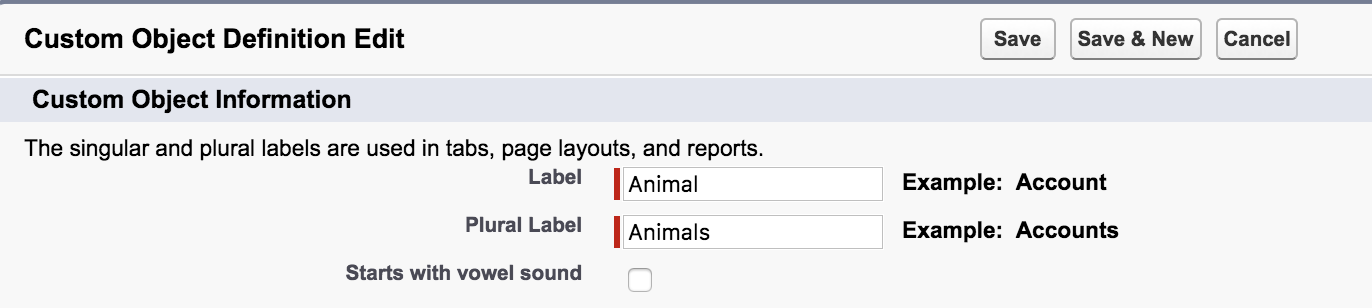 Custom Object Definition Edit Save Save & New Cancel
Custom Object Information
The singular and plural labels are used in tabs, page layouts, and reports.
Label Animal Example: Account
Plural Label Animals Example: Accounts
Starts with vowel sound